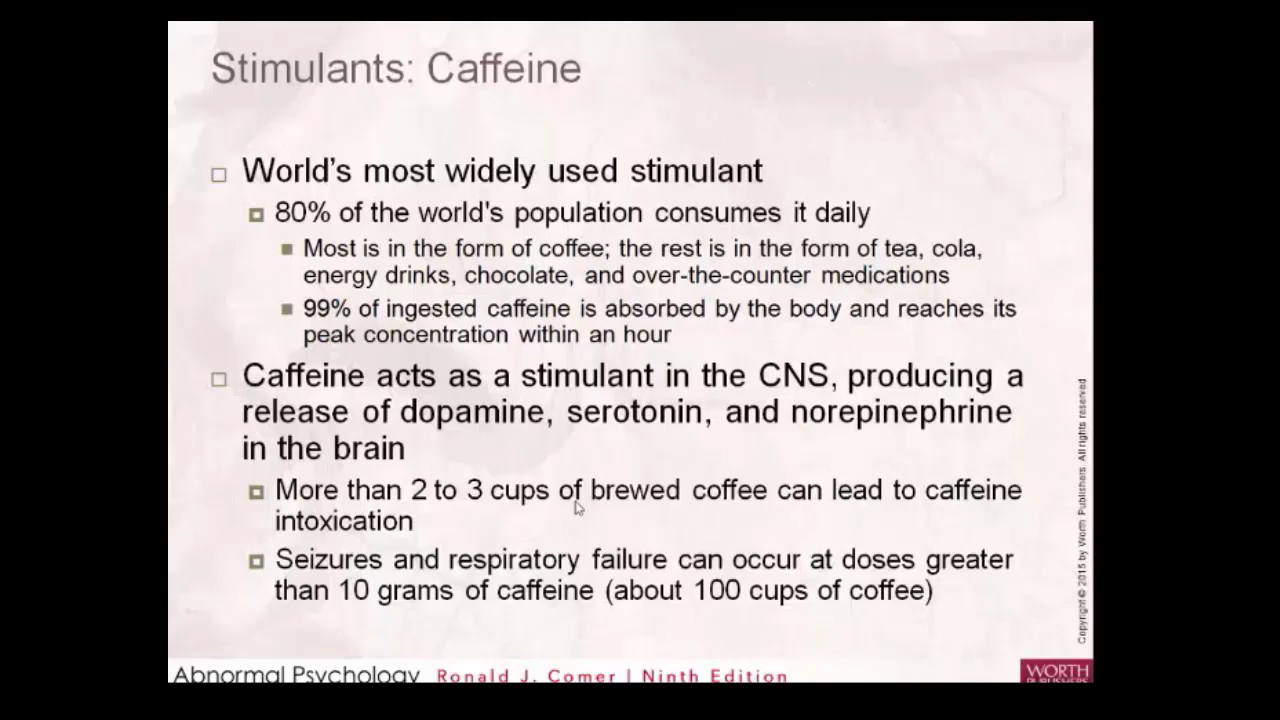 Stimulants: Caffeine
World's most widely used stimulant
80% of the world's population consumes it daily
Most is in the form of coffee; the rest is in the form of tea, cola,
energy drinks, chocolate, and over-the-counter medications
99% of ingested caffeine is absorbed by the body and reaches its
peak concentration within an hour
Caffeine acts as a stimulant in the CNS, producing a
release of dopamine, serotonin, and norepinephrine
in the brain
More than 2 to 3 cups of brewed coffee can lead to caffeine
intoxication
Seizures and respiratory failure can occur at doses greater
than 10 grams of caffeine (about 100 cups of coffee)
Copyright © 2015 by Worth Publishers. All rights reserved
Abnormal Psychology Ronald J. Comer | Ninth Edition
WORTH
PUBLISHERS